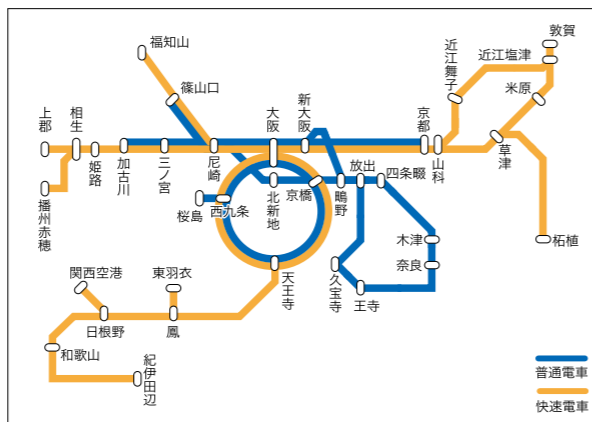 福知山
篠山口
上郡
相生
姫路
播州赤穂
加古川
三ノ宮
尼崎
大阪
新大阪
京都
山科
近江舞子
近江塩津
敦賀
米原
草津
柘植
桜島
西九条
北新地
京橋
鴫野
放出
四条畷
木津
奈良
久宝寺
王寺
天王寺
関西空港
東羽衣
日根野
鳳
和歌山
紀伊田辺
普通電車
快速電車